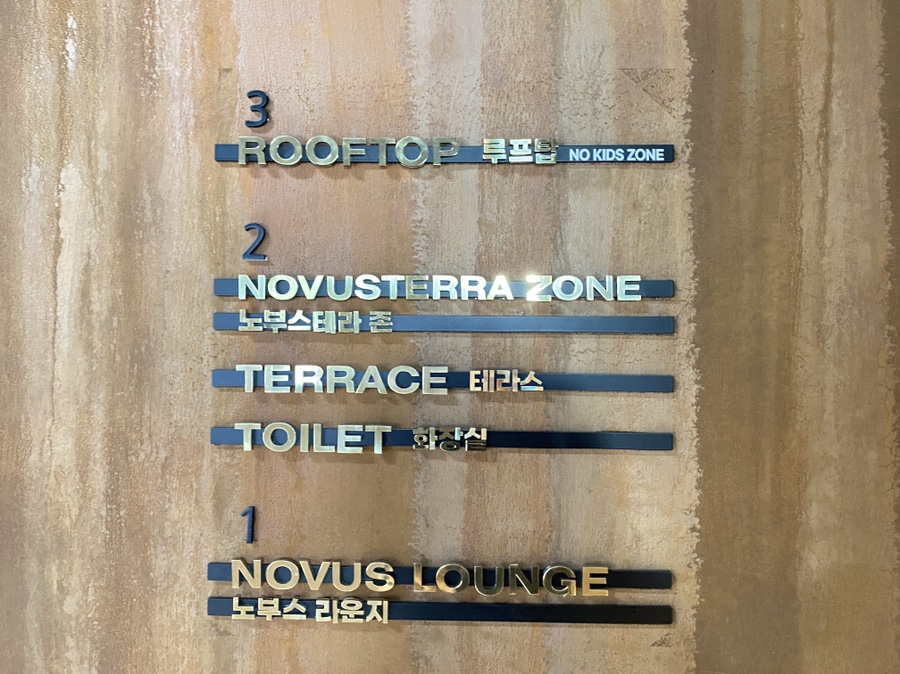 3
ROOFTOP 루프탑 NO KIDS ZONE
2
NOVUSTERRA ZONE
노부스테라 존
TERRACE 테라스
TOILET 화장실
1
NOVUS LOUNGE
노부스 라운지